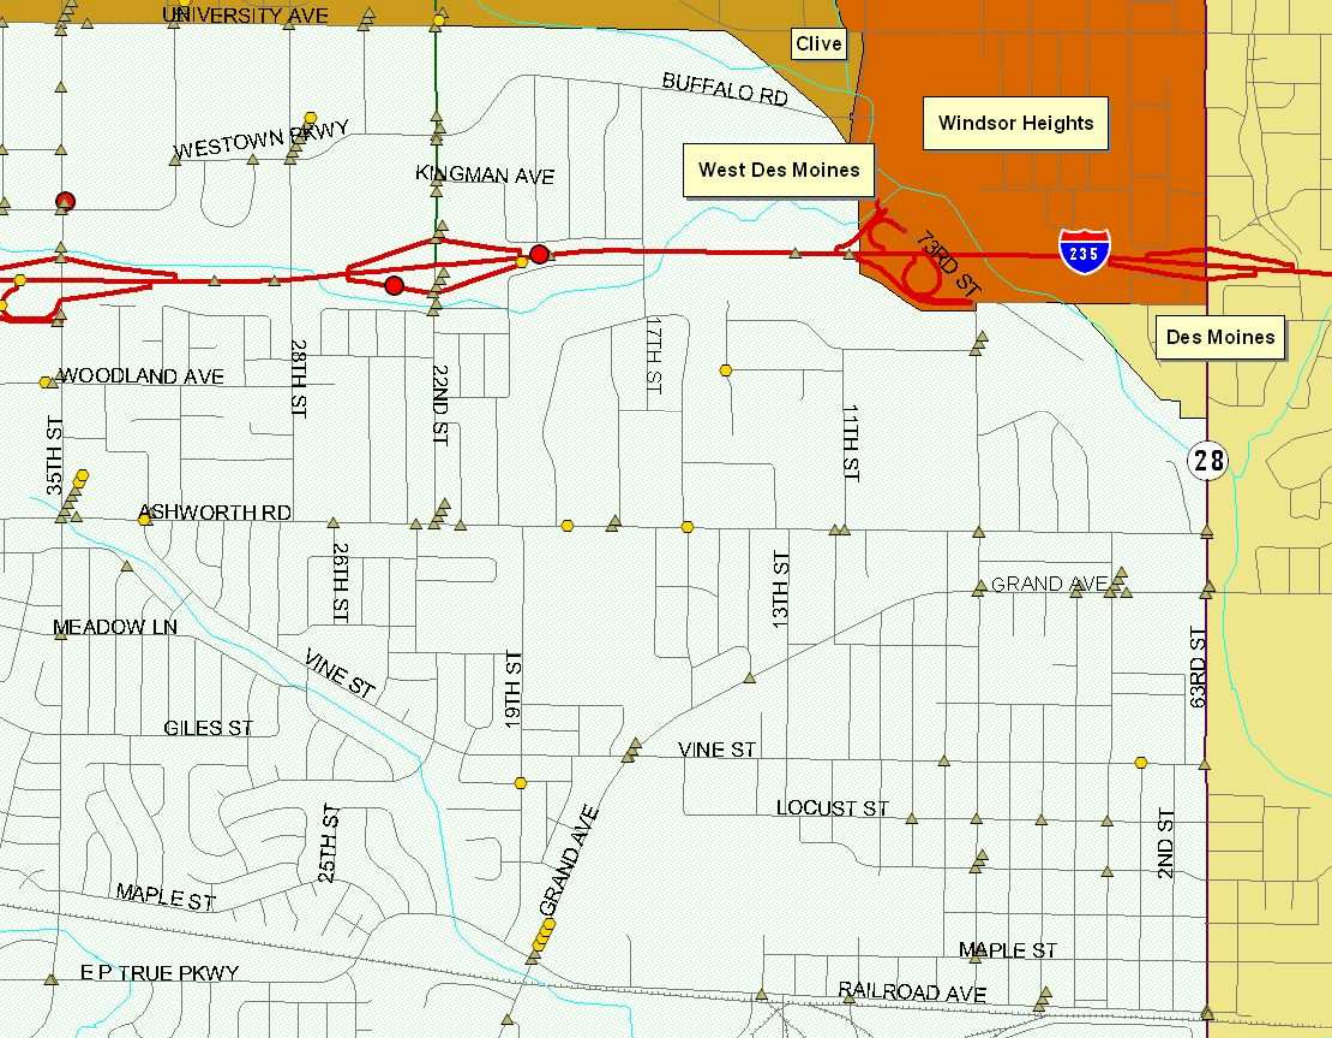 UNIVERSITY AVE
Clive
BUFFALO RD
Windsor Heights
WESTOWN PKWY
KINGMAN AVE
West Des Moines
73RD ST
235
Des Moines
28TH ST
17TH ST
WOODLAND AVE
22ND ST
11TH ST
35TH ST
28
ASHWORTH RD
26TH ST
13TH ST
GRAND AVE
MEADOW LN
VINE ST
19TH ST
63RD ST
GILES ST
VINE ST
LOCUST ST
25TH ST
GRAND AVE
2ND ST
MAPLE ST
MAPLE ST
E P TRUE PKWY
RAILROAD AVE